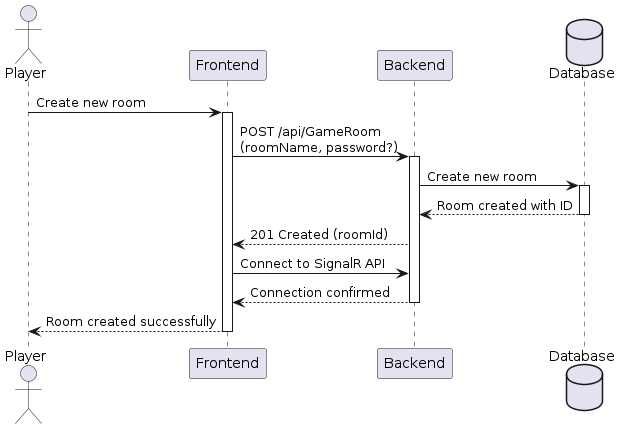 Player
Frontend
Backend
Database
Create new room
POST /api/GameRoom
(roomName, password?)
Create new room
Room created with ID
201 Created (roomId)
Connect to SignalR API
Connection confirmed
Room created successfully
Player
Frontend
Backend
Database